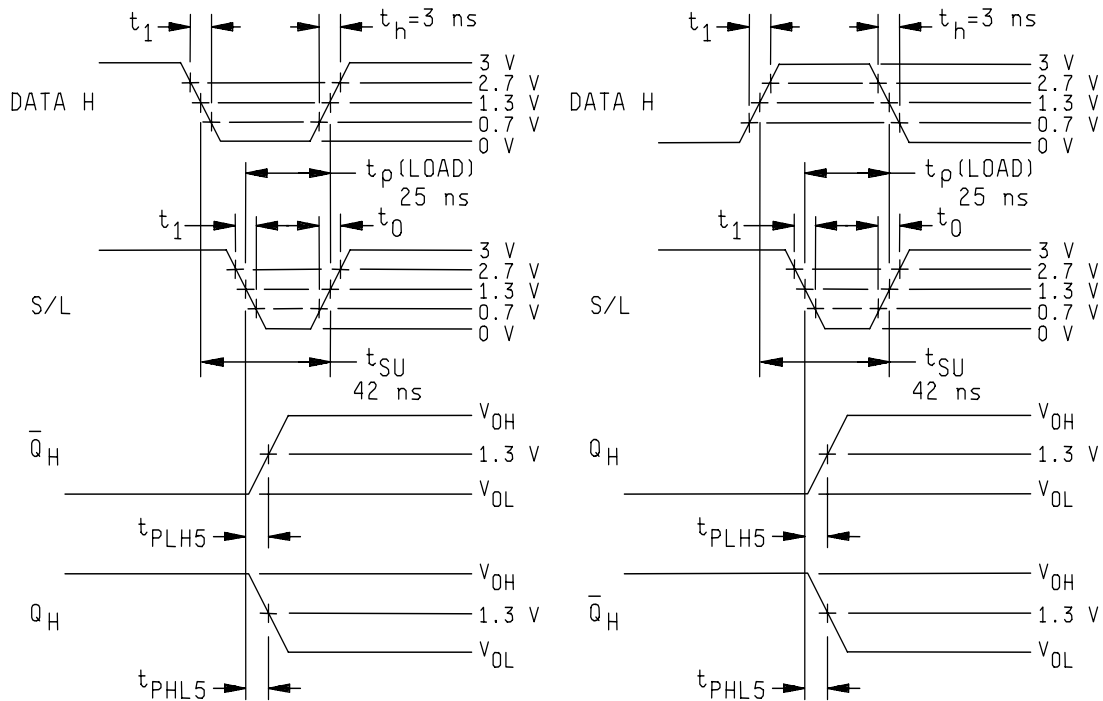 t1 th=3 ns
3 V
2.7 V
DATA H 1.3 V
0.7 V
0 V
tp(LOAD)
25 ns
t1 t0
3 V
2.7 V
S/L 1.3 V
0.7 V
0 V
tSU
42 ns
VOH
Q̅H 1.3 V
VOL
tPLH5
VOH
QH 1.3 V
VOL
tPHL5
t1 th=3 ns
3 V
2.7 V
DATA H 1.3 V
0.7 V
0 V
tp(LOAD)
25 ns
t1 t0
3 V
2.7 V
S/L 1.3 V
0.7 V
0 V
tSU
42 ns
VOH
QH 1.3 V
VOL
tPLH5
VOH
Q̅H 1.3 V
VOL
tPHL5